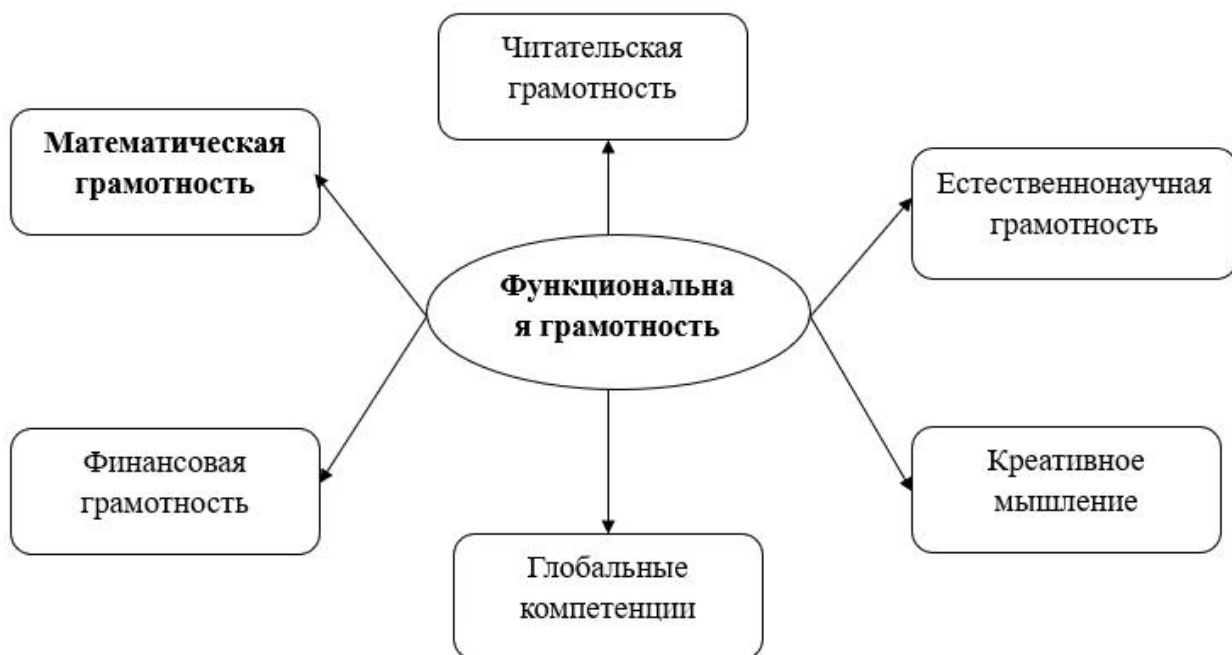 Читательская
грамотность
Математическая
грамотность
Естественнонаучная
грамотность
Функциональна
я грамотность
Финансовая
грамотность
Креативное
мышление
Глобальные
компетенции